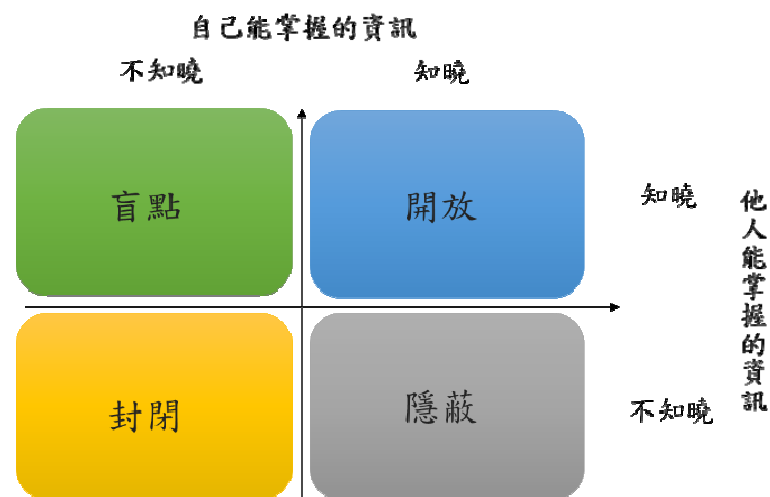 自己能掌握的資訊
不知曉
知曉
盲點
開放
知曉
他人能掌握的資訊
封閉
隱蔽
不知曉